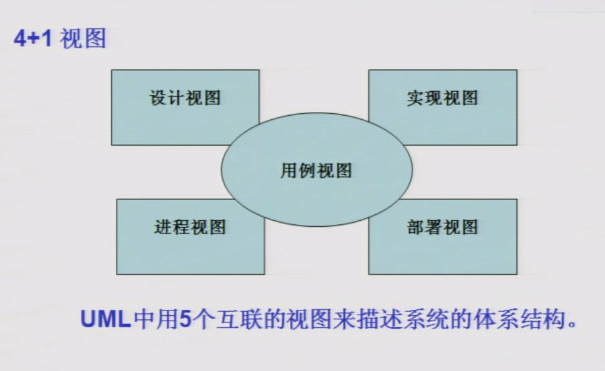 4+1 视图
设计视图
实现视图
用例视图
进程视图
部署视图
UML中用5个互联的视图来描述系统的体系结构。